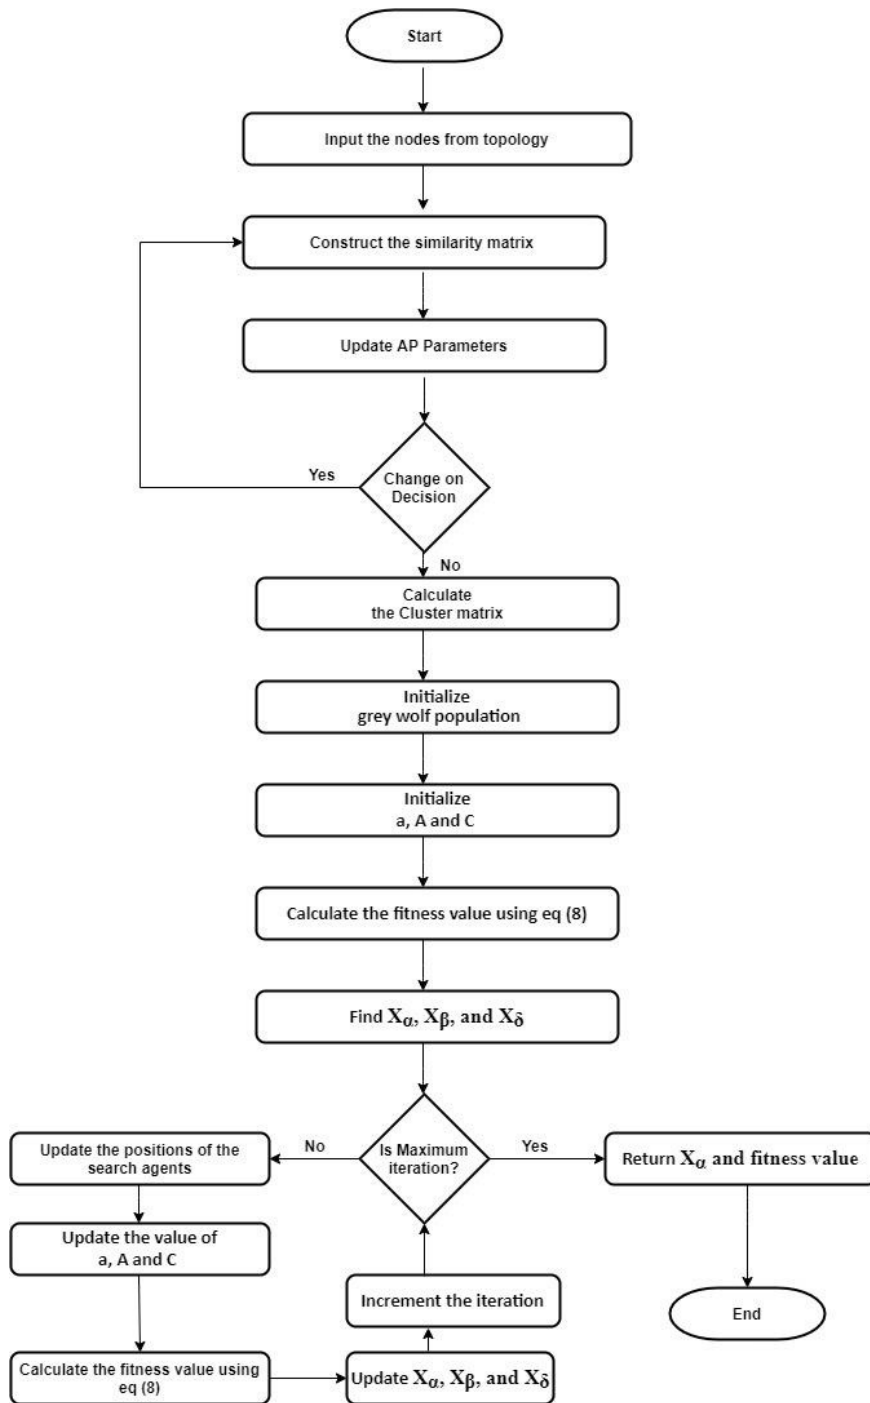 Start
Input the nodes from topology
Construct the similarity matrix
Update AP Parameters
Yes
Change on
Decision
No
Calculate
the Cluster matrix
Initialize
grey wolf population
Initialize
a, A and C
Calculate the fitness value using eq (8)
Find Xα, Xβ, and Xδ
Is Maximum
iteration?
No
Yes
Update the positions of the
search agents
Return Xα and fitness value
Update the value of
a, A and C
Increment the iteration
End
Calculate the fitness value using
eq (8)
Update Xα, Xβ, and Xδ